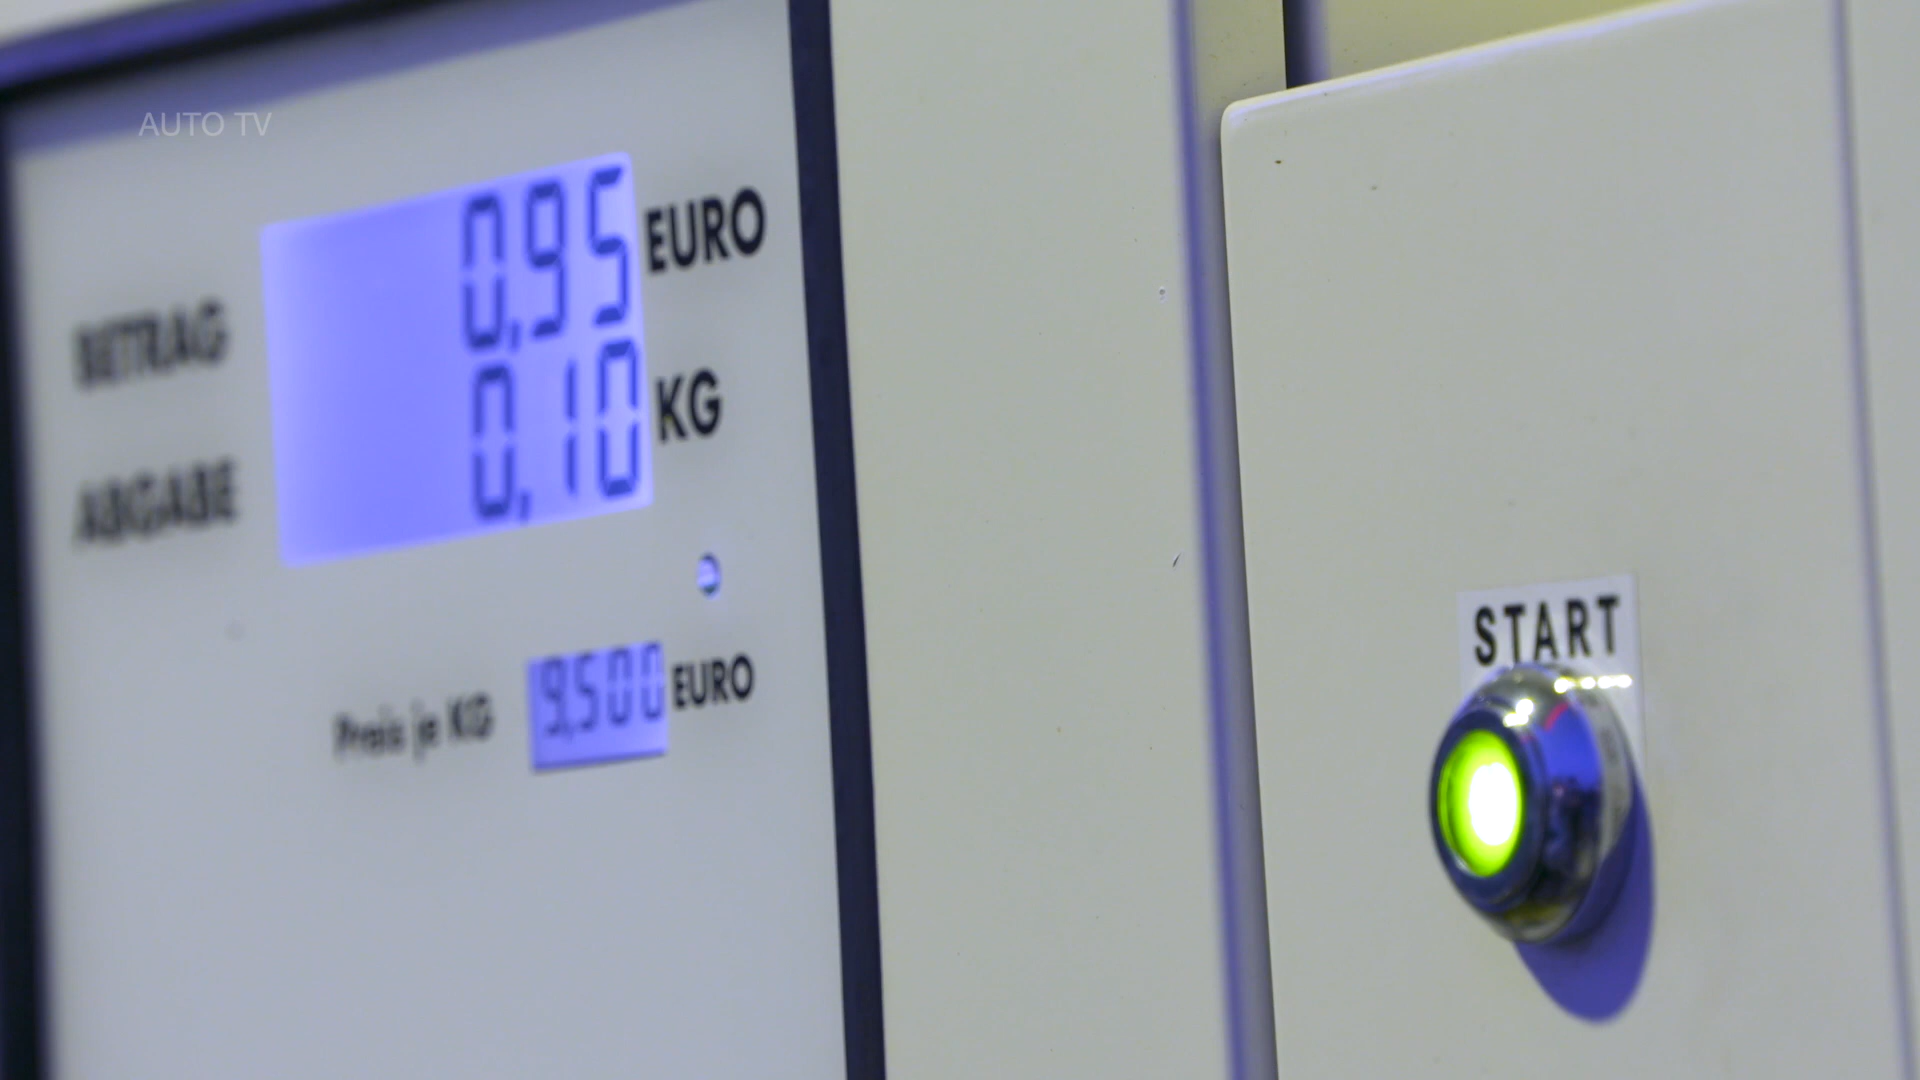 AUTO TV
BETRAG 0,95 EURO
ABGABE 0,10 KG
Preis je KG 9,500 EURO
START